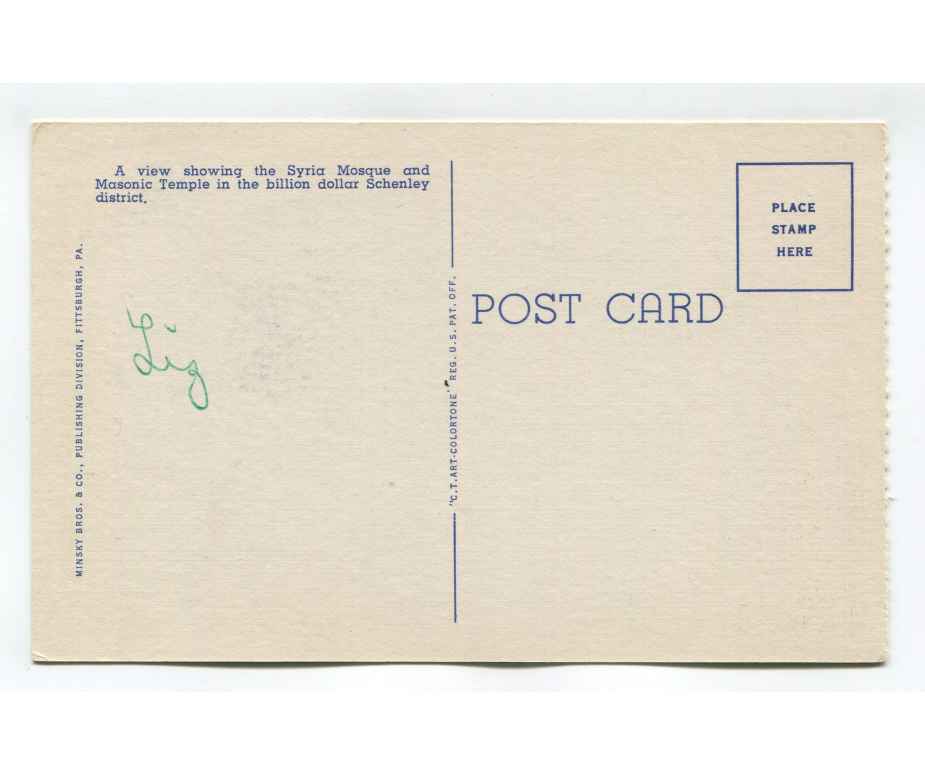 A view showing the Syria Mosque and
Masonic Temple in the billion dollar Schenley
district.
Liz
MINSKY BROS. & CO., PUBLISHING DIVISION, PITTSBURGH, PA.
"C.T. ART-COLORTONE" REG. U.S. PAT. OFF.
POST CARD
PLACE
STAMP
HERE